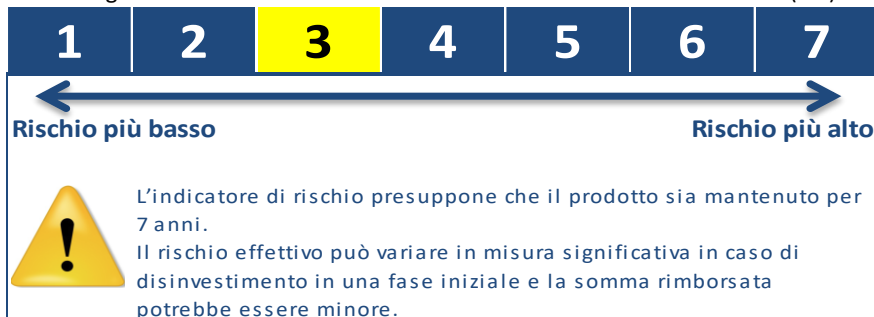 1 2 3 4 5 6 7
Rischio più basso Rischio più alto
!
L'indicatore di rischio presuppone che il prodotto sia mantenuto per
7 anni.
Il rischio effettivo può variare in misura significativa in caso di
disinvestimento in una fase iniziale e la somma rimborsata
potrebbe essere minore.